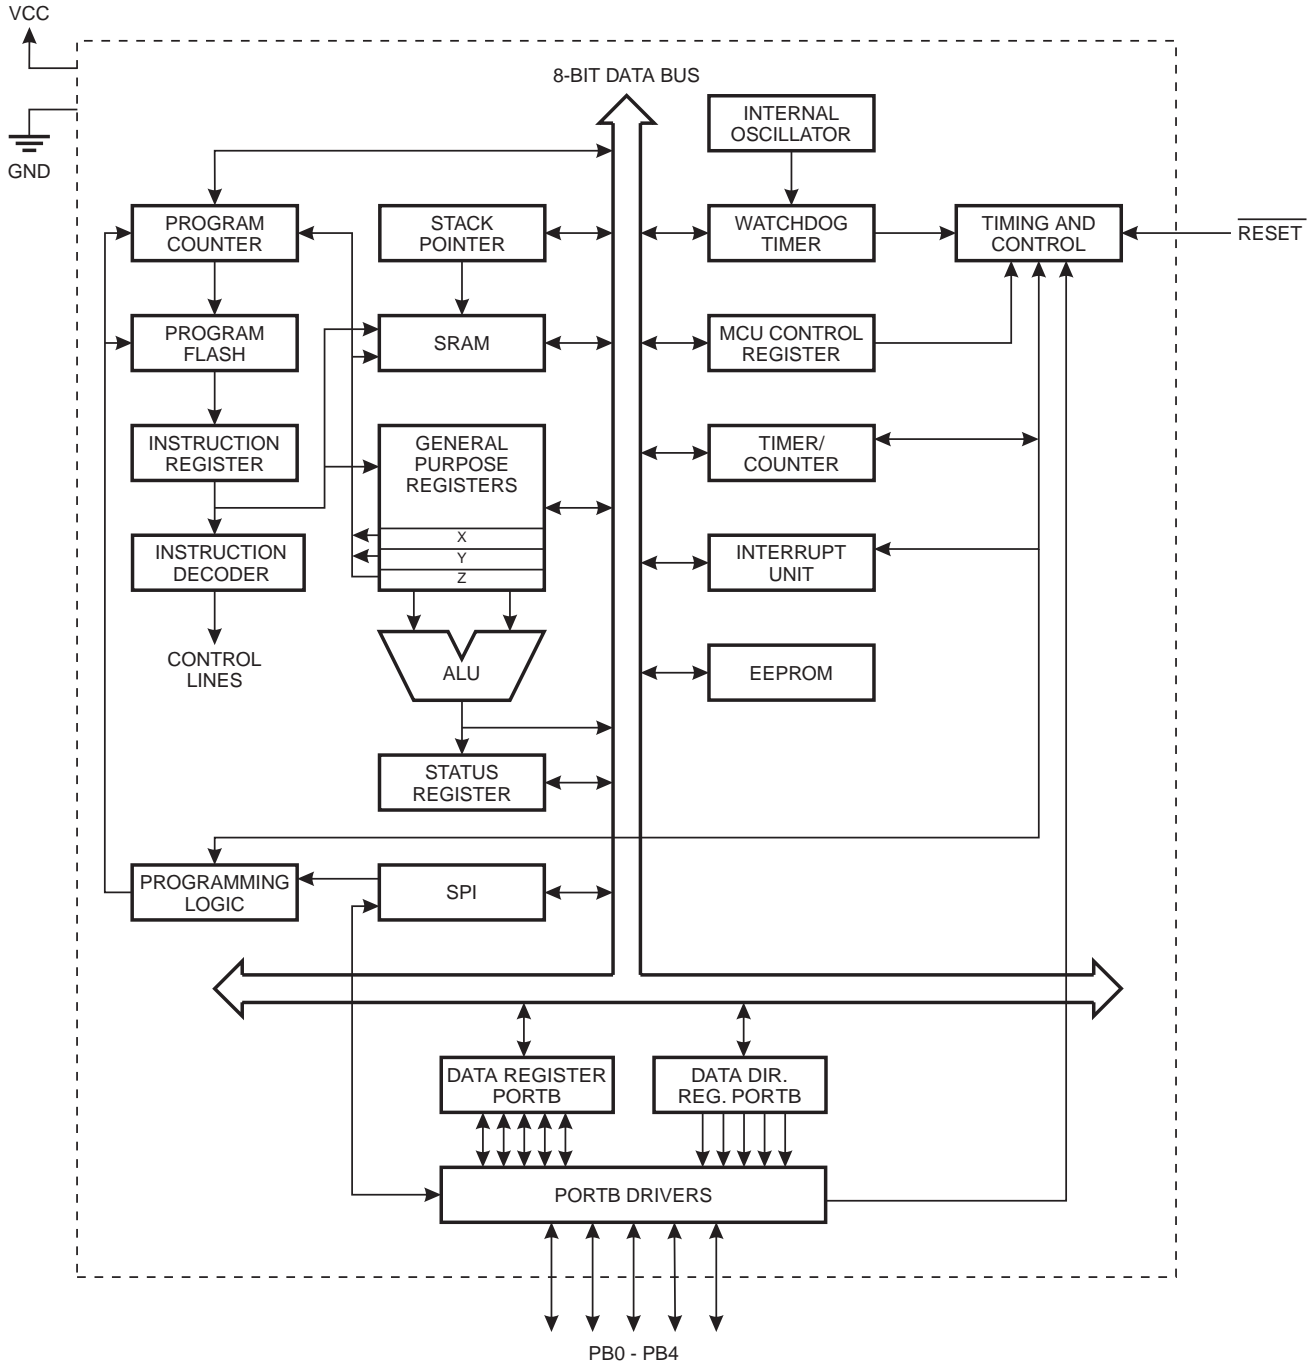 VCC
8-BIT DATA BUS
GND
INTERNAL
OSCILLATOR
PROGRAM
COUNTER
STACK
POINTER
WATCHDOG
TIMER
TIMING AND
CONTROL
RESET
PROGRAM
FLASH
SRAM
MCU CONTROL
REGISTER
INSTRUCTION
REGISTER
GENERAL
PURPOSE
REGISTERS
X
Y
Z
TIMER/
COUNTER
INSTRUCTION
DECODER
INTERRUPT
UNIT
CONTROL
LINES
ALU
EEPROM
STATUS
REGISTER
PROGRAMMING
LOGIC
SPI
DATA REGISTER
PORTB
DATA DIR.
REG. PORTB
PORTB DRIVERS
PB0 - PB4